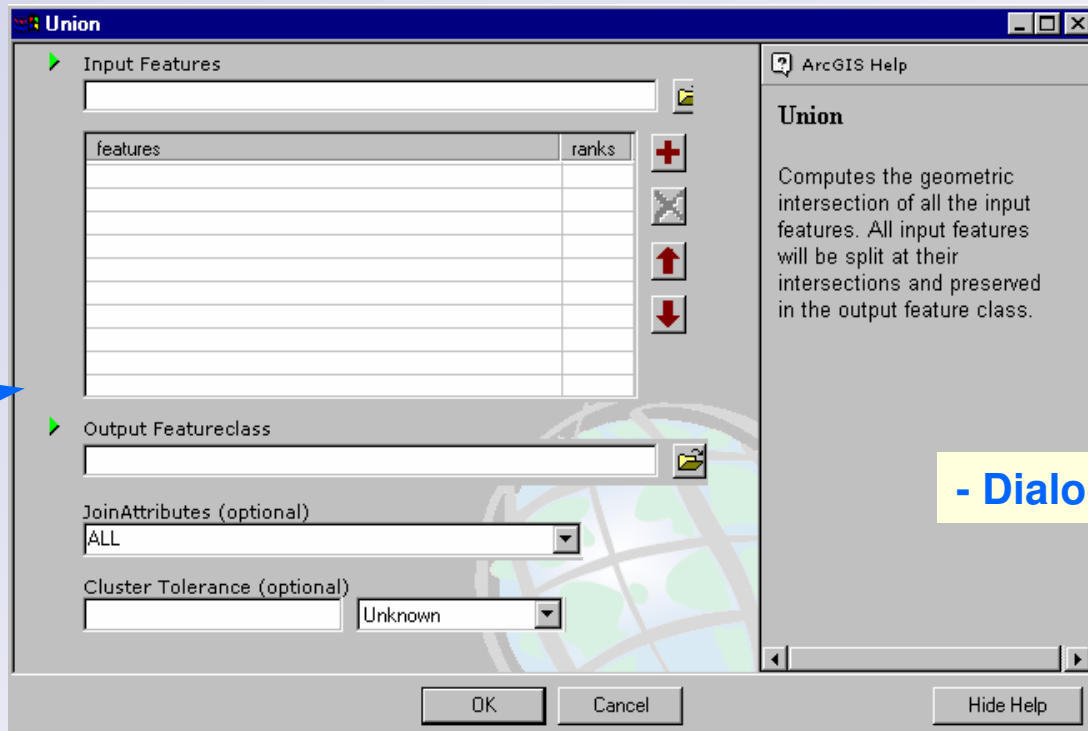 Union
Input Features
features ranks
Output Featureclass
JoinAttributes (optional)
ALL
Cluster Tolerance (optional)
Unknown
OK Cancel Hide Help
ArcGIS Help
Union
Computes the geometric
intersection of all the input
features. All input features
will be split at their
intersections and preserved
in the output feature class.
- Dialo